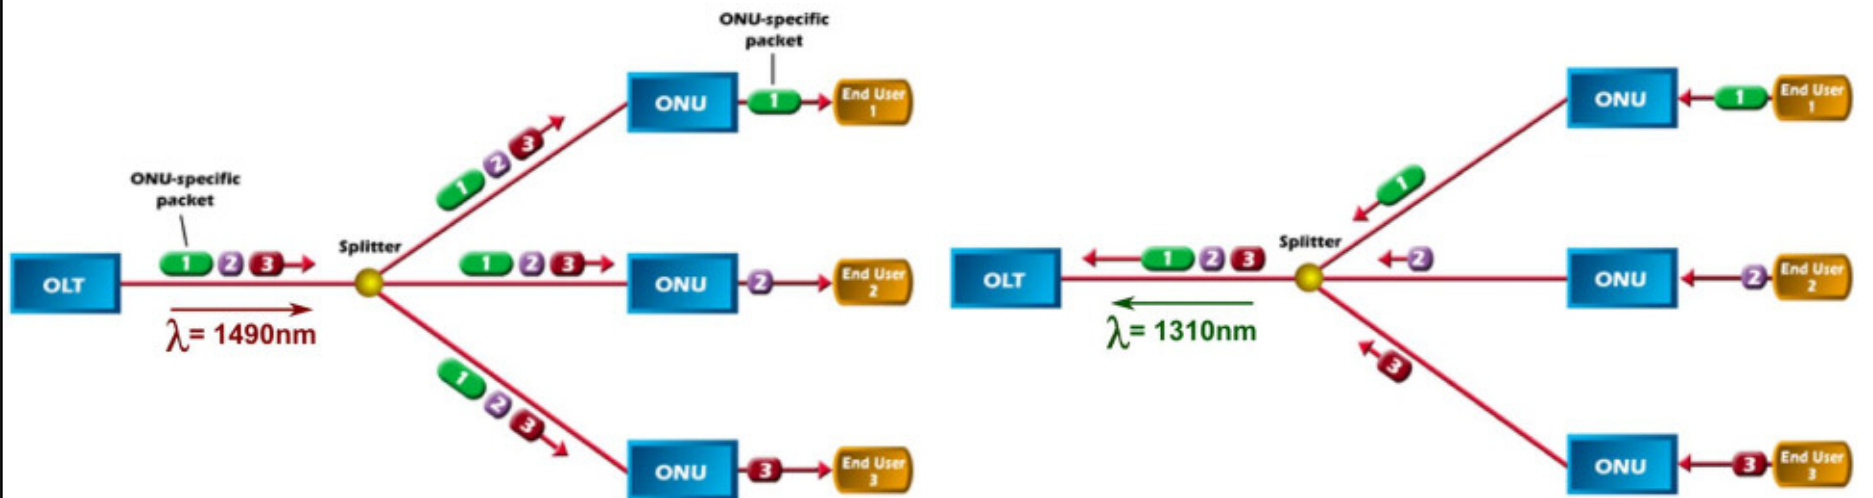 ONU-specific
packet
ONU
1
End User
1
1 2 3
ONU-specific
packet
OLT
1 2 3
Splitter
1 2 3
ONU
2
End User
2
λ= 1490nm
1 2 3
ONU
3
End User
3
ONU
1
End User
1
1
Splitter
OLT
1 2 3
2
ONU
2
End User
2
λ= 1310nm
3
ONU
3
End User
3